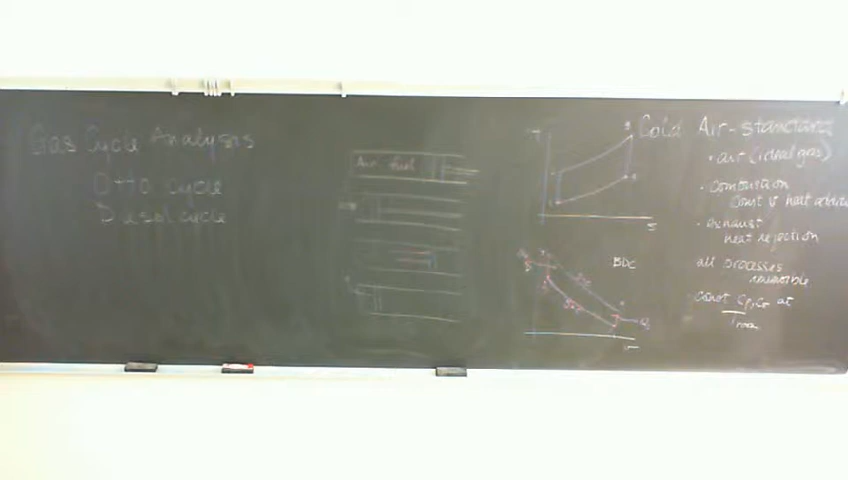 Gas Cycle Analysis
Otto cycle
Diesel cycle
Air fuel
T
s
BDC
v
Cold Air-standard
• air (ideal gas)
• Combustion
Const v heat addition
• exhaust
heat rejection
all processes
reversible
const Cp, Cv at